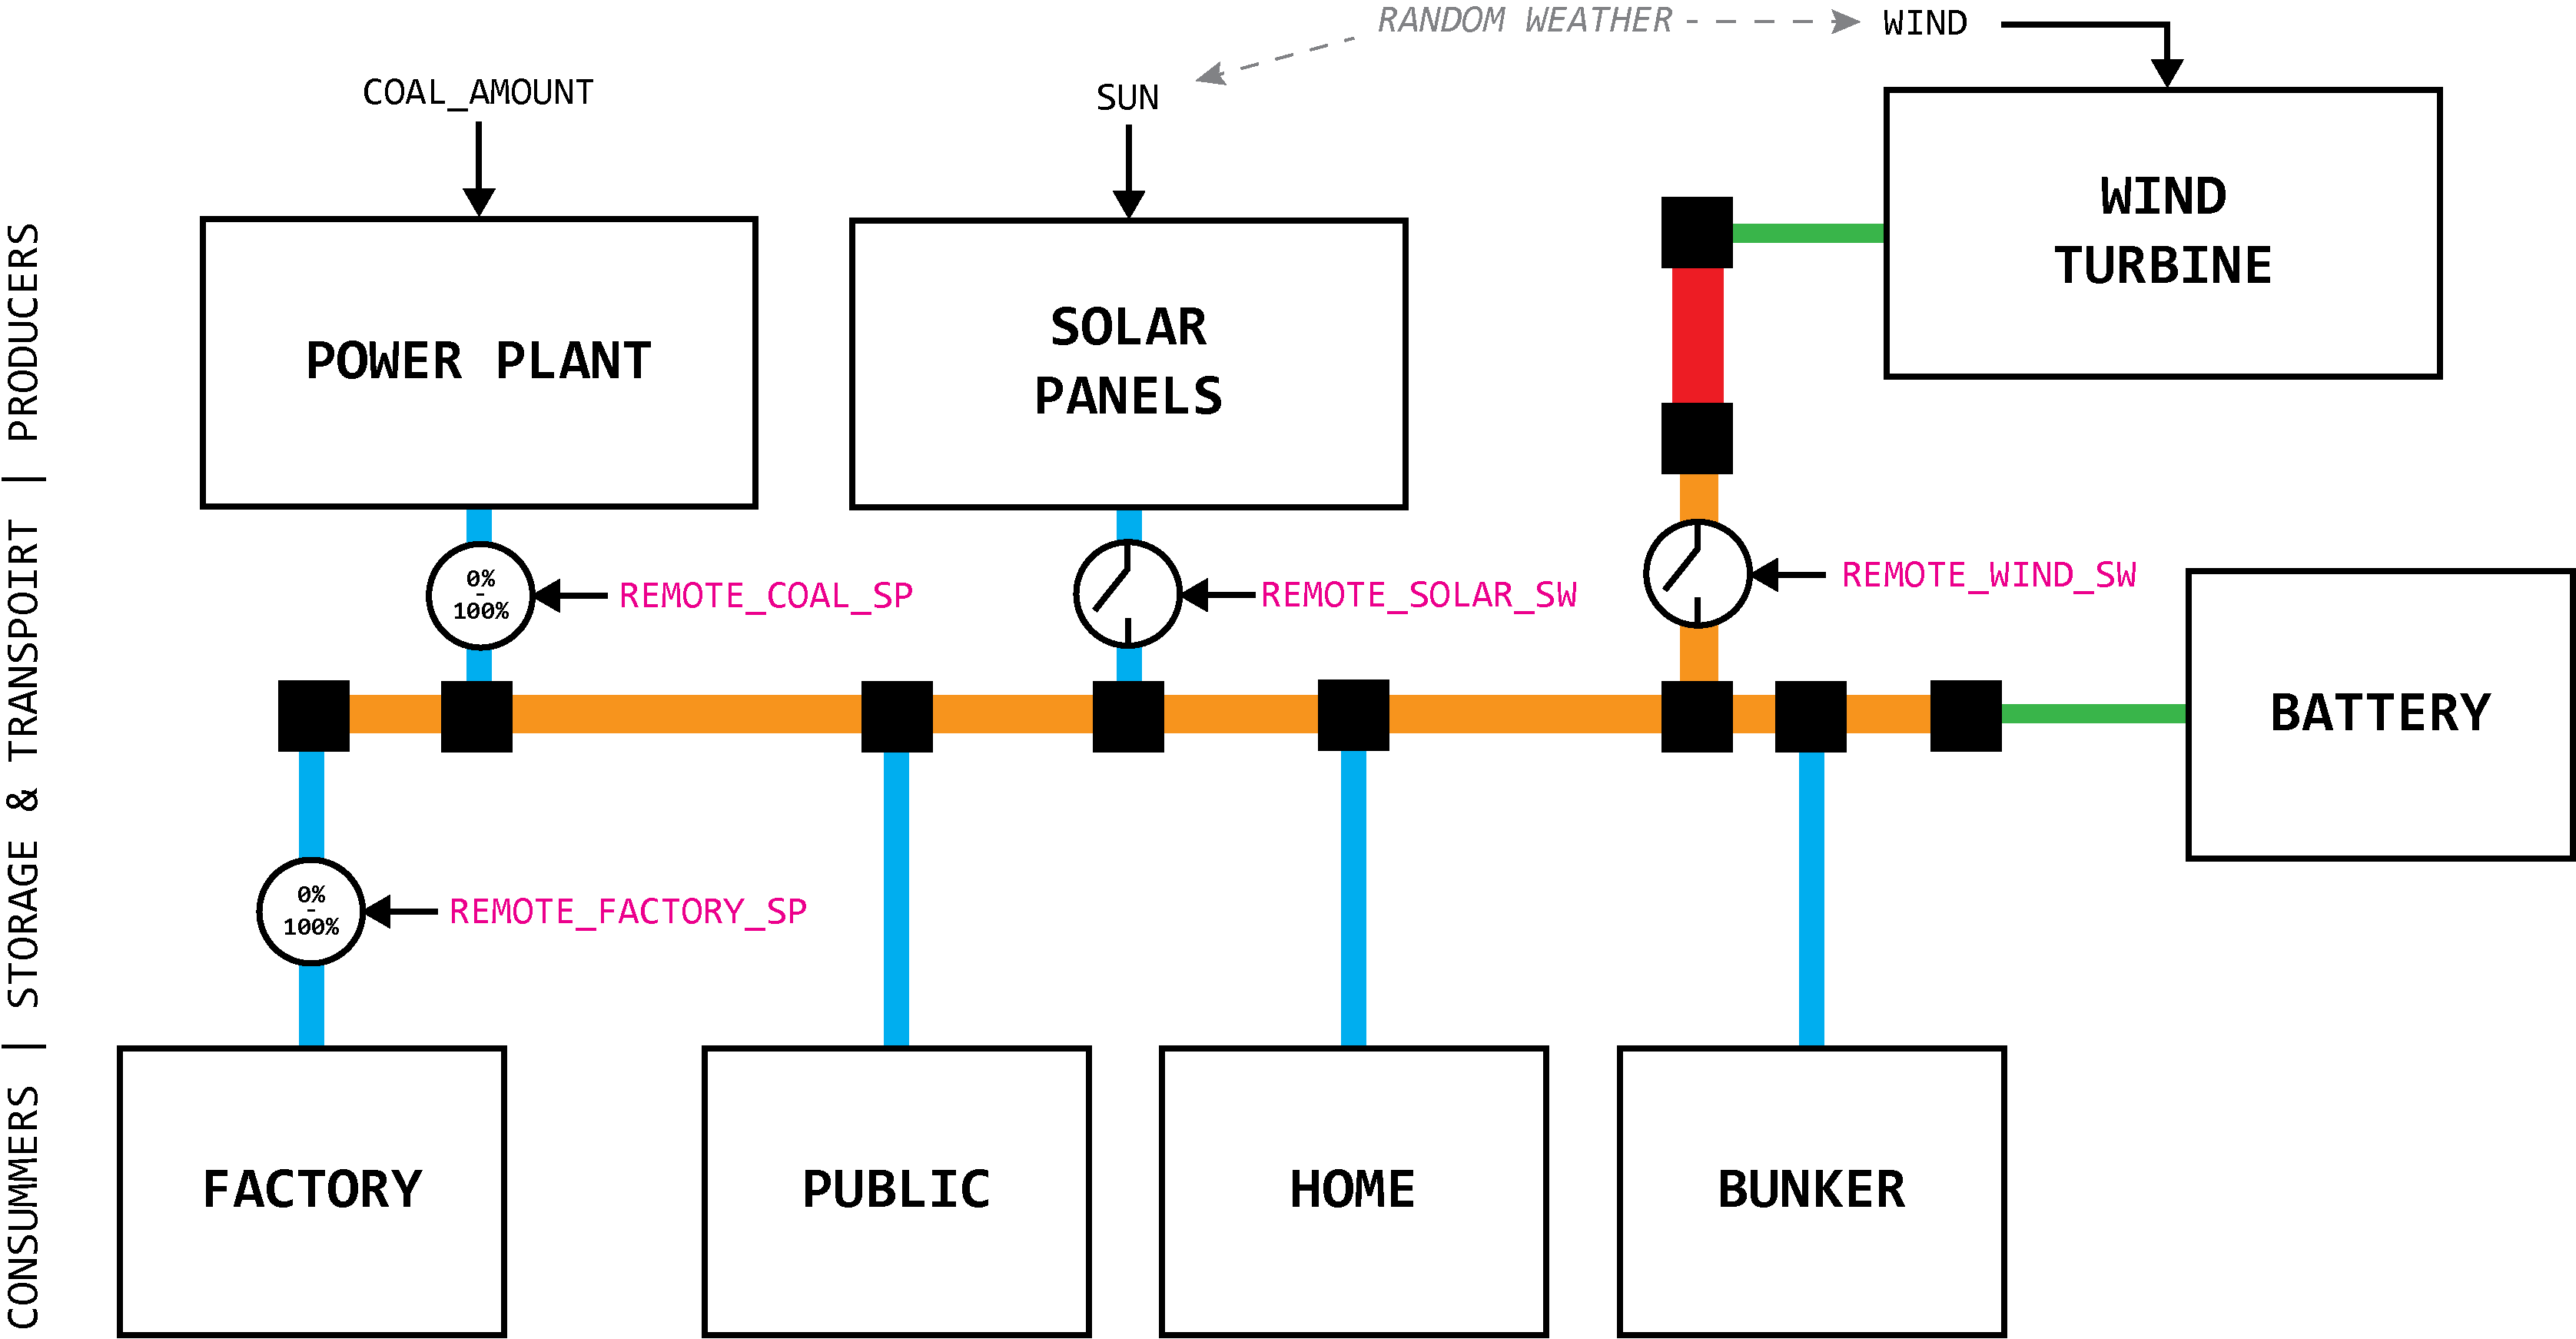 RANDOM WEATHER
WIND
COAL_AMOUNT
SUN
WIND
TURBINE
POWER PLANT
SOLAR
PANELS
0%
-
100%
REMOTE_COAL_SP
REMOTE_SOLAR_SW
REMOTE_WIND_SW
BATTERY
0%
-
100%
REMOTE_FACTORY_SP
FACTORY
PUBLIC
HOME
BUNKER
CONSUMMERS | STORAGE & TRANSPOIRT | PRODUCERS